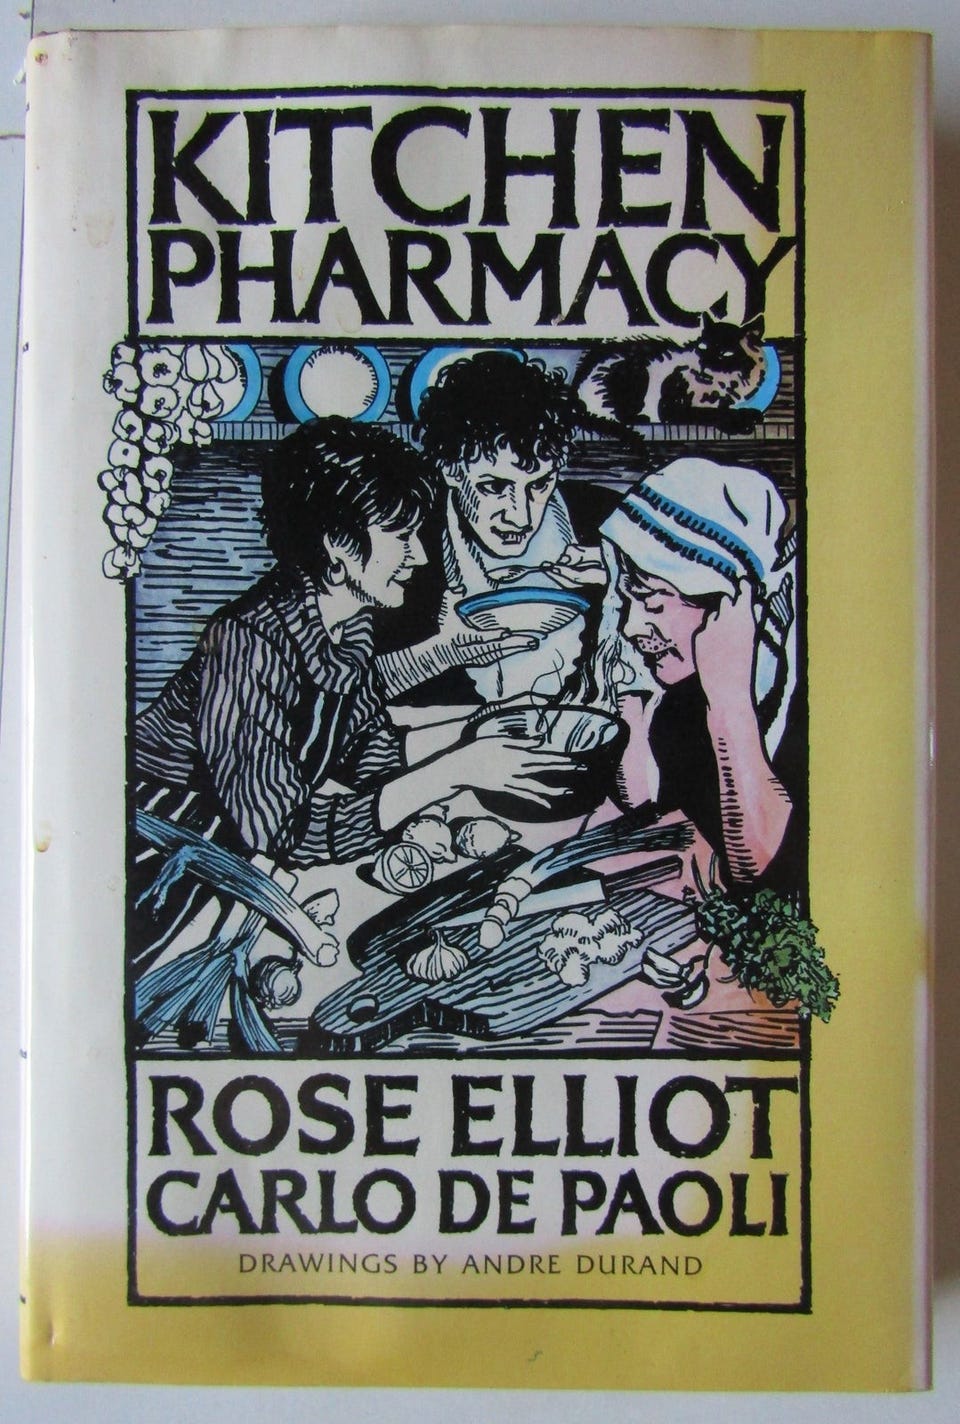 KITCHEN
PHARMACY
ROSE ELLIOT
CARLO DE PAOLI
DRAWINGS BY ANDRE DURAND